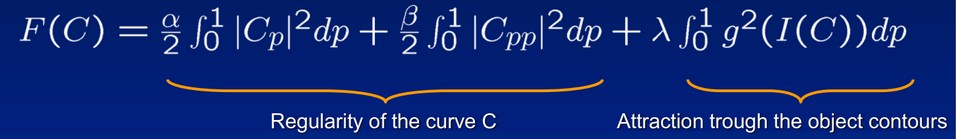 F(C) = α/2 ∫₀¹ |C_p|² dp + β/2 ∫₀¹ |C_pp|² dp + λ ∫₀¹ g²(I(C)) dp
Regularity of the curve C Attraction trough the object contours